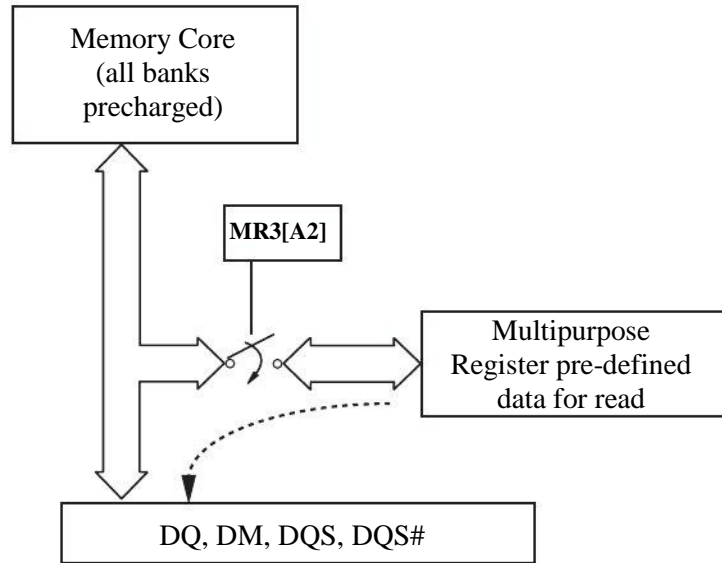 Memory Core
(all banks
precharged)
MR3[A2]
Multipurpose
Register pre-defined
data for read
DQ, DM, DQS, DQS#